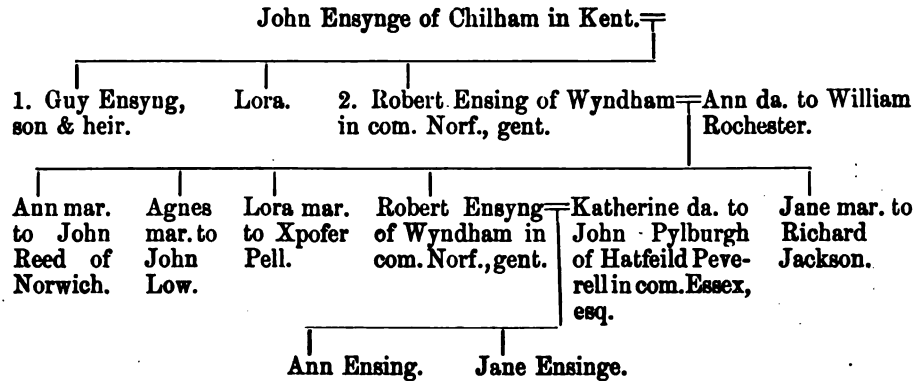 John Ensynge of Chilham in Kent.
1. Guy Ensyng,
son & heir.
Lora.
2. Robert Ensing of Wyndham
in com. Norf., gent.
Ann da. to William
Rochester.
Ann mar.
to John
Reed of
Norwich.
Agnes
mar. to
John
Low.
Lora mar.
to Xpofer
Pell.
Robert Ensyng
of Wyndham in
com. Norf., gent.
Katherine da. to
John Pylburgh
of Hatfeild Peve-
rell in com. Essex,
esq.
Jane mar. to
Richard
Jackson.
Ann Ensing.
Jane Ensinge.